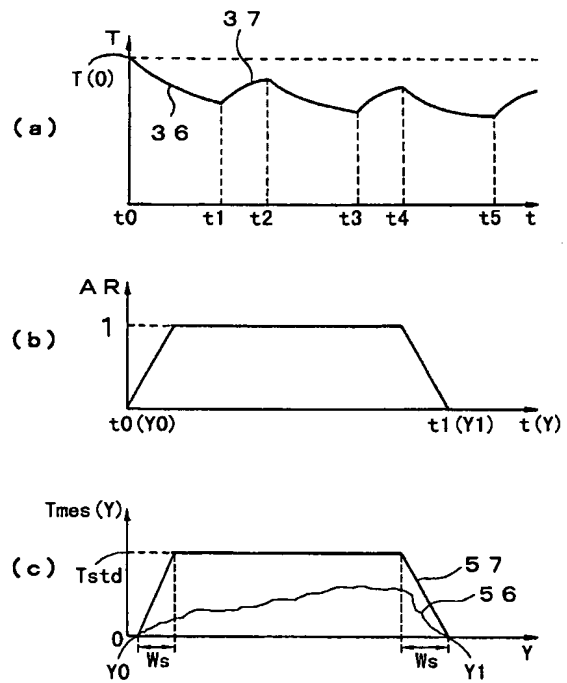 (a)
T
T(0)
37
36
t0 t1 t2 t3 t4 t5 t
(b)
AR
1
t0(Y0) t1(Y1) t(Y)
(c)
Tmes(Y)
Tstd
57
56
0
Y0 Ws Ws Y1 Y